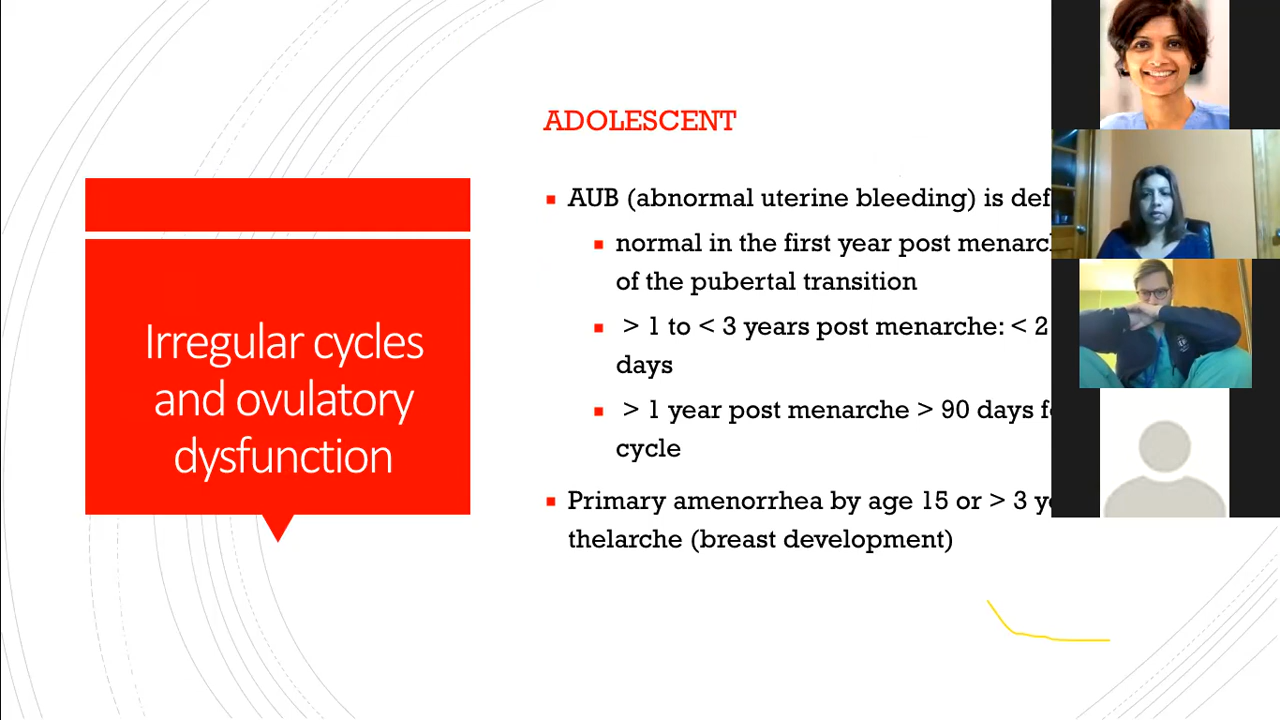 Irregular cycles
and ovulatory
dysfunction
ADOLESCENT
AUB (abnormal uterine bleeding) is
normal in the first year post
of the pubertal transition
> 1 to < 3 years post menarche: < 2
days
> 1 year post menarche > 90 days
cycle
Primary amenorrhea by age 15 or > 3
thelarche (breast development)